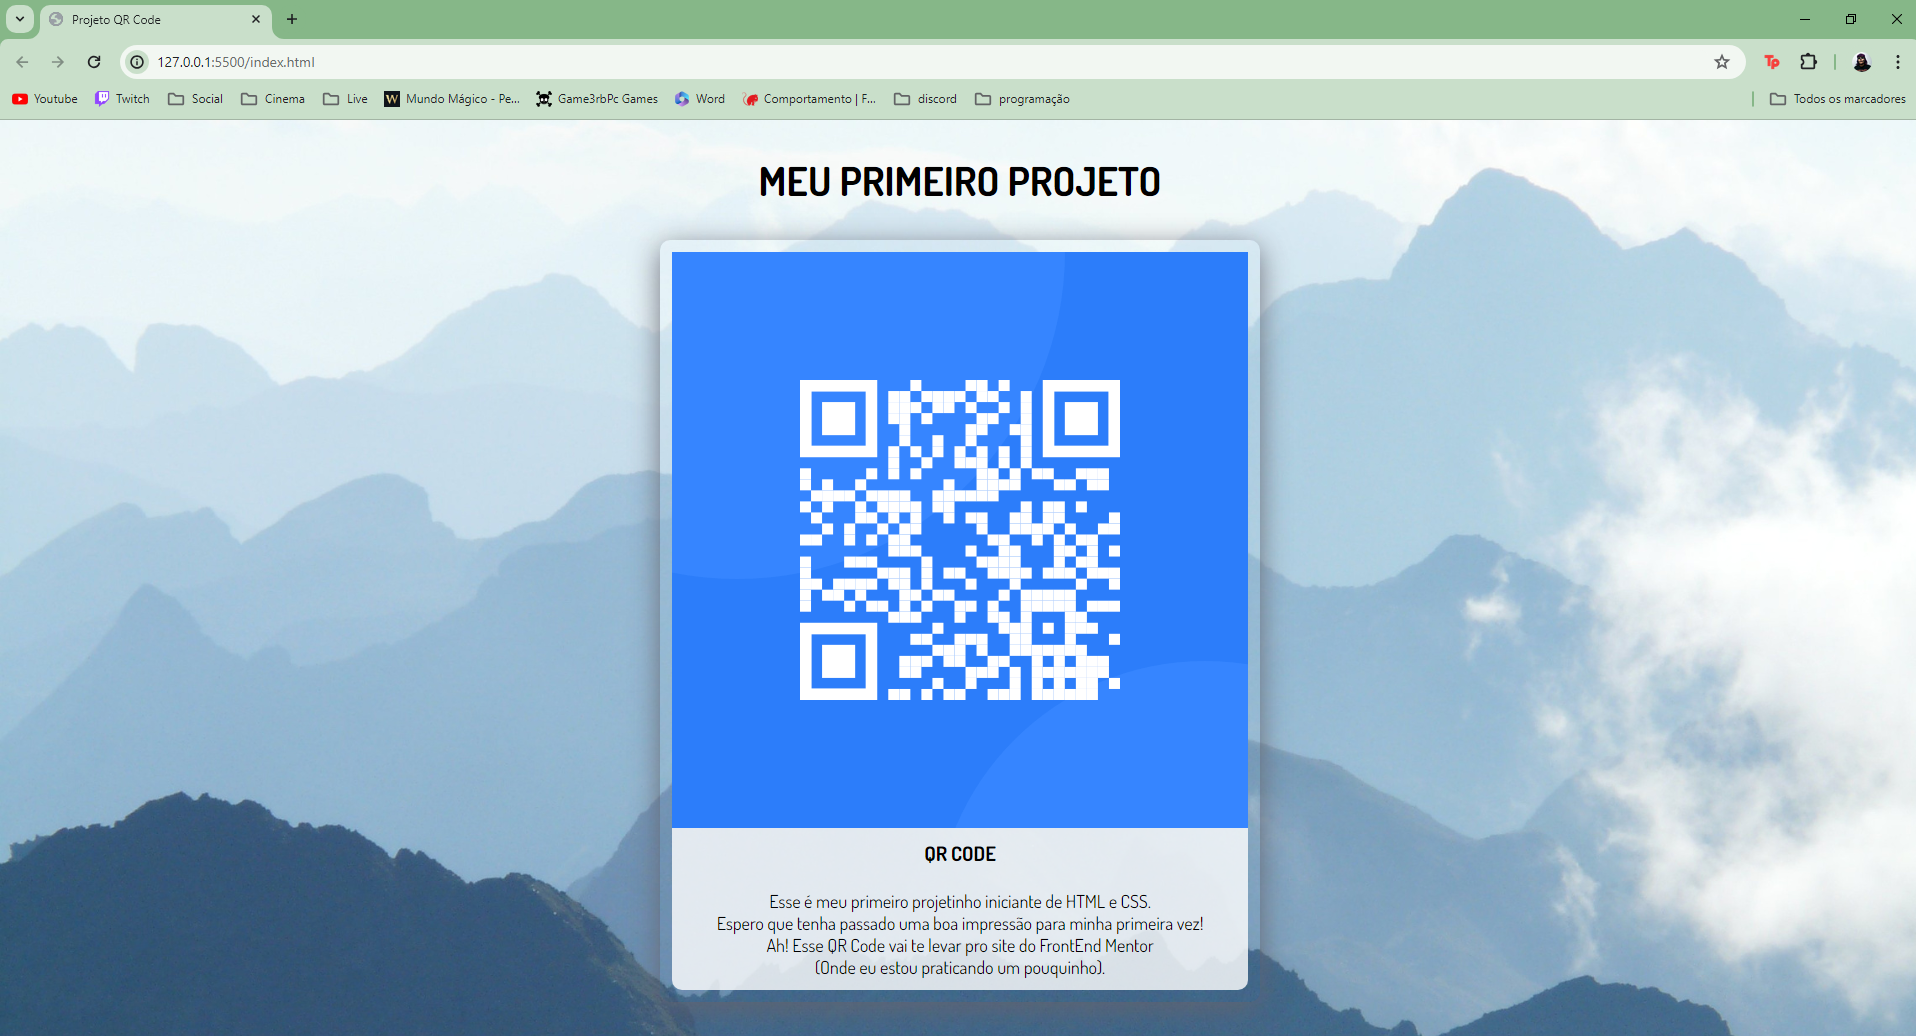 Projeto QR Code
127.0.0.1:5500/index.html
Youtube Twitch Social Cinema Live Mundo Mágico - Pe... Game3rbPc Games Word Comportamento | F... discord programação Todos os marcadores
MEU PRIMEIRO PROJETO
QR CODE
Esse é meu primeiro projetinho iniciante de HTML e CSS.
Espero que tenha passado uma boa impressão para minha primeira vez!
Ah! Esse QR Code vai te levar pro site do FrontEnd Mentor
(Onde eu estou praticando um pouquinho).